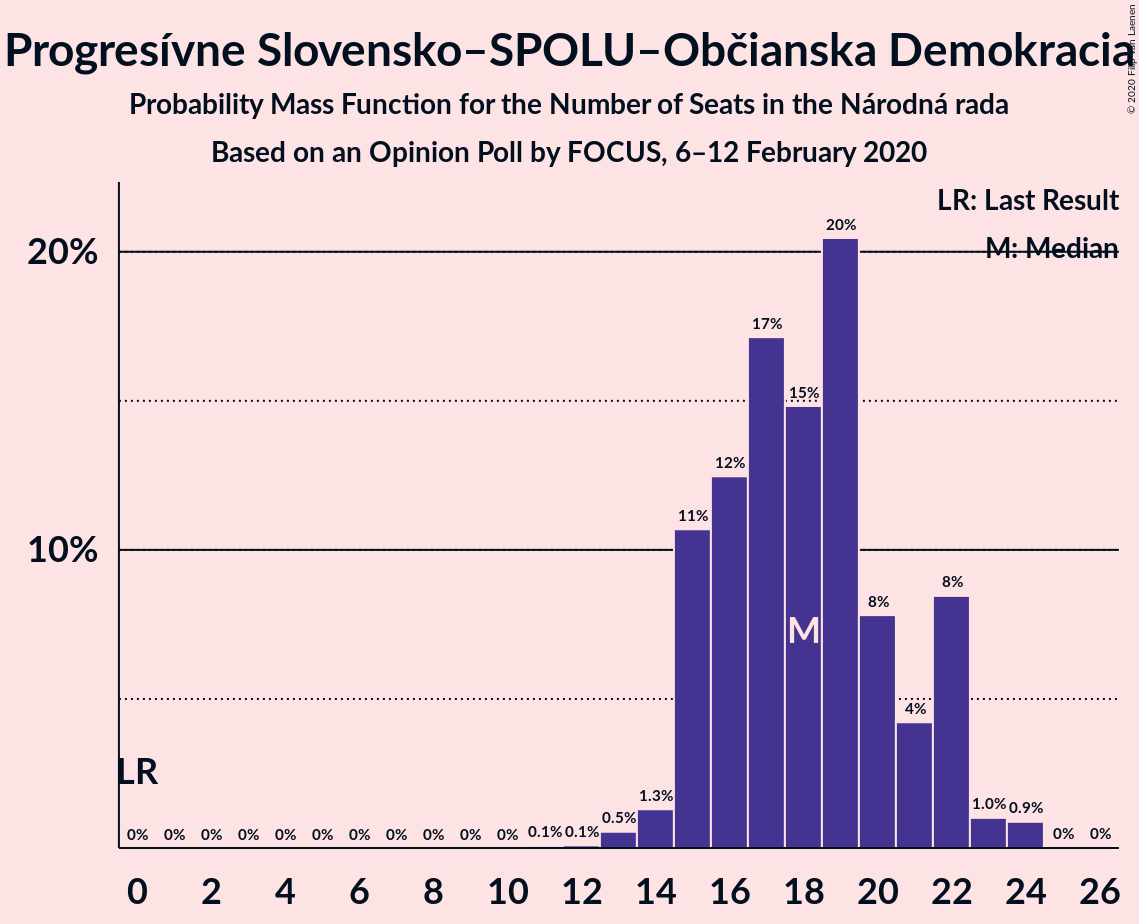 Progresívne Slovensko–SPOLU–Občianska Demokracia
Probability Mass Function for the Number of Seats in the Národná rada
Based on an Opinion Poll by FOCUS, 6–12 February 2020
© 2020 Filip van Laenen
LR: Last Result
M: Median
20%
10%
20%
17%
15%
12%
11%
8%
8%
4%
M
LR
0% 0% 0% 0% 0% 0% 0% 0% 0% 0% 0% 0.1% 0.1% 0.5% 1.3% 1.0% 0.9% 0% 0%
0 2 4 6 8 10 12 14 16 18 20 22 24 26